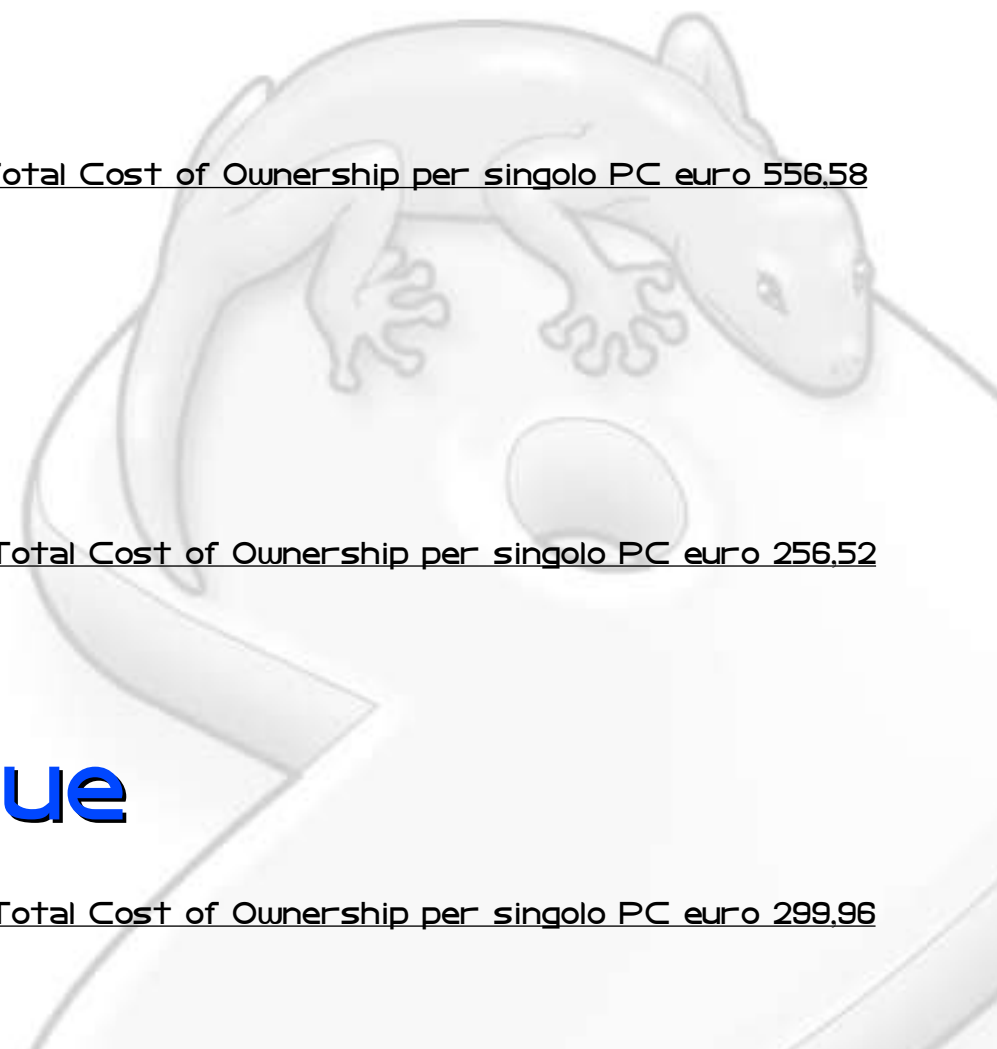 Total Cost of Ownership per singolo PC euro 556,58
Total Cost of Ownership per singolo PC euro 256,52
ue
Total Cost of Ownership per singolo PC euro 299,96